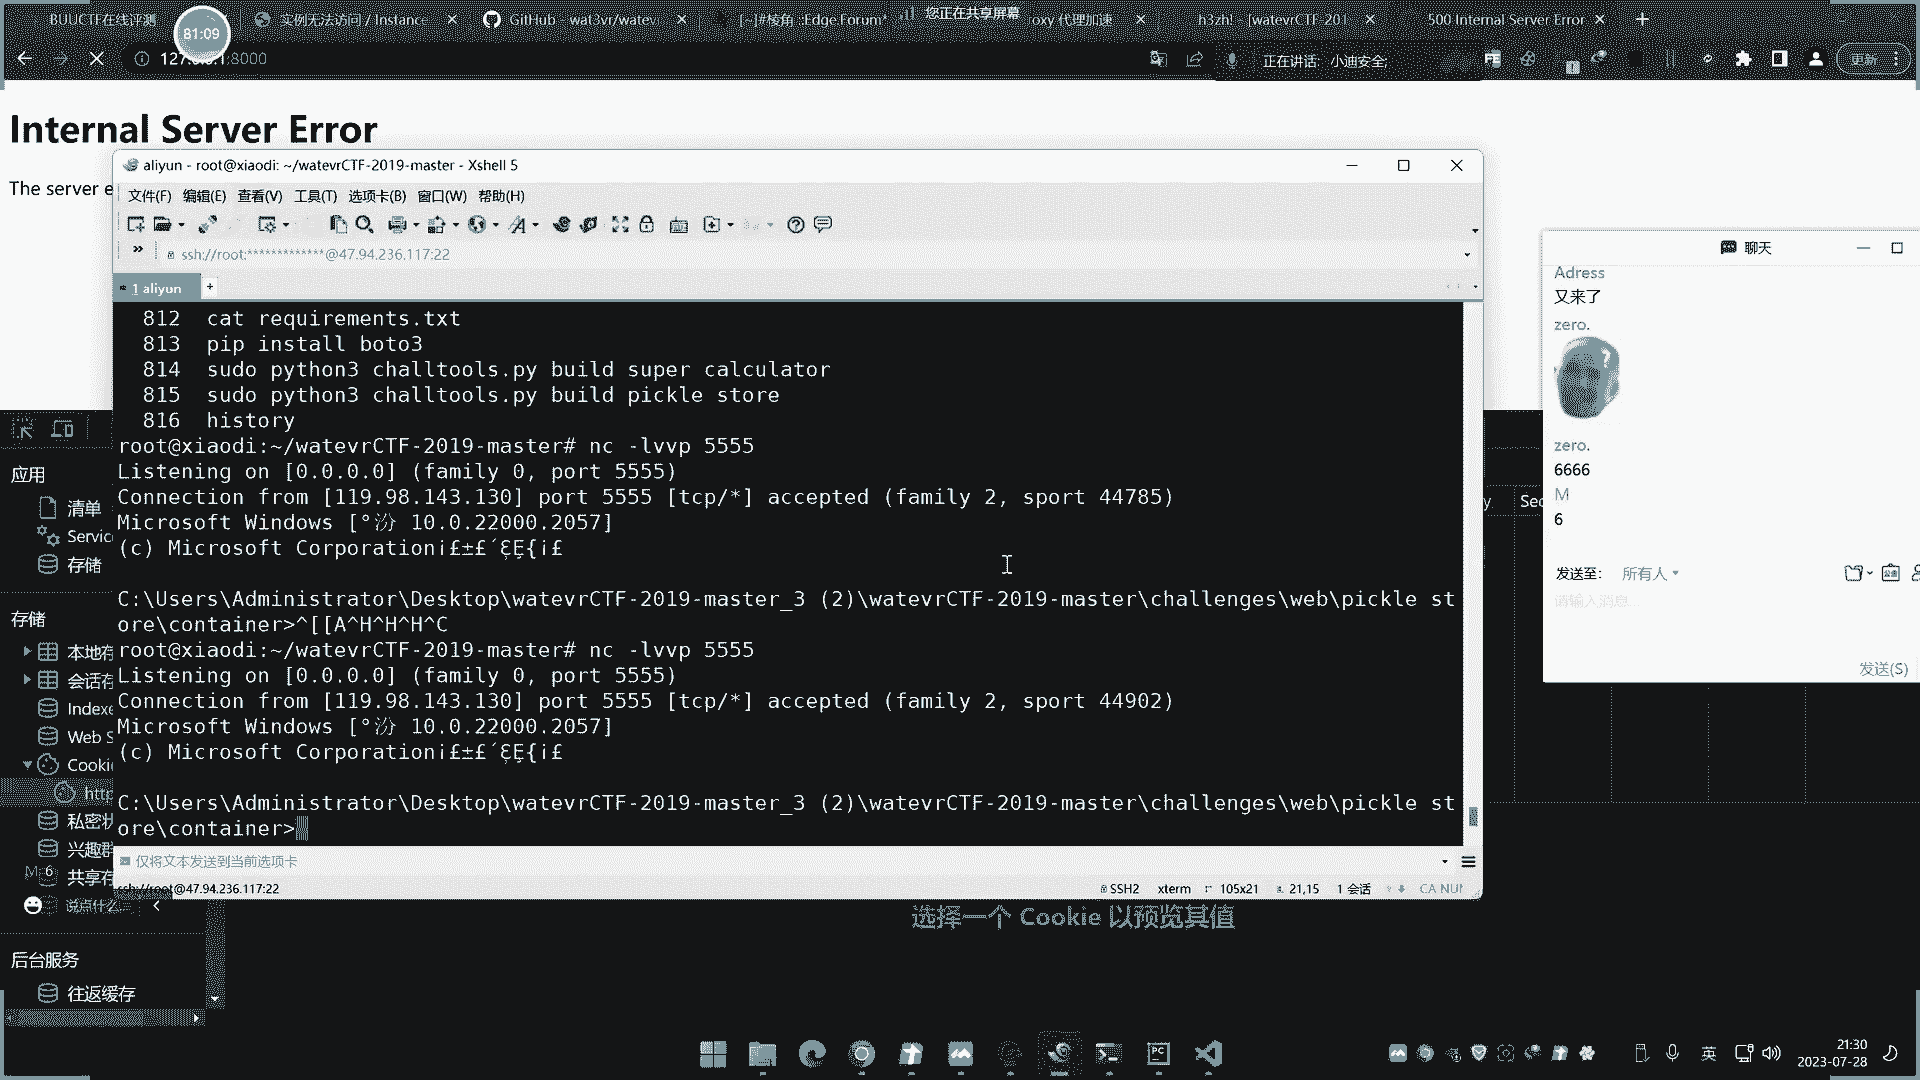 BUUCTF在线评测
实例无法访问 / Instance
GitHub - wat3vr/watev
[~]#棱角 ::Edge.Forum*
您正在共享屏幕
oxy 代理加速
h3zh! - [watevrCTF-201
500 Internal Server Error
81:09
:8000
正在讲话: 小迪安全;
更新
Internal Server Error
The server e
aliyun - root@xiaodi: ~/watevrCTF-2019-master - Xshell 5
文件(F) 编辑(E) 查看(V) 工具(T) 选项卡(B) 窗口(W) 帮助(H)
ssh://root:*************@47.94.236.117:22
1 aliyun
812 cat requirements.txt
813 pip install boto3
814 sudo python3 challtools.py build super calculator
815 sudo python3 challtools.py build pickle store
816 history
root@xiaodi:~/watevrCTF-2019-master# nc -lvvp 5555
Listening on [0.0.0.0] (family 0, port 5555)
Connection from [119.98.143.130] port 5555 [tcp/*] accepted (family 2, sport 44785)
Microsoft Windows [°汾 10.0.22000.2057]
(c) Microsoft Corporation¡£±£´
C:\Users\Administrator\Desktop\watevrCTF-2019-master_3 (2)\watevrCTF-2019-master\challenges\web\pickle st
ore\container>^[[A^H^H^H^C
root@xiaodi:~/watevrCTF-2019-master# nc -lvvp 5555
Listening on [0.0.0.0] (family 0, port 5555)
Connection from [119.98.143.130] port 5555 [tcp/*] accepted (family 2, sport 44902)
Microsoft Windows [°汾 10.0.22000.2057]
(c) Microsoft Corporation¡£±£´
C:\Users\Administrator\Desktop\watevrCTF-2019-master_3 (2)\watevrCTF-2019-master\challenges\web\pickle st
ore\container>
仅将文本发送到当前选项卡
ssh://root@47.94.236.117:22
SSH2 xterm 105x21 21,15 1 会话 CA NUM
应用
清单
Servic
存储
存储
本地存
会话存
Indexe
Web S
Cooki
http
私密状
兴趣群
共享存
M: 6
说点什么...
后台服务
往返缓存
选择一个 Cookie 以预览其值
聊天
Adress
又来了
zero.
zero.
6666
M
6
发送至: 所有人
请输入消息...
发送(S)
y
Sec
英
21:30
2023-07-28